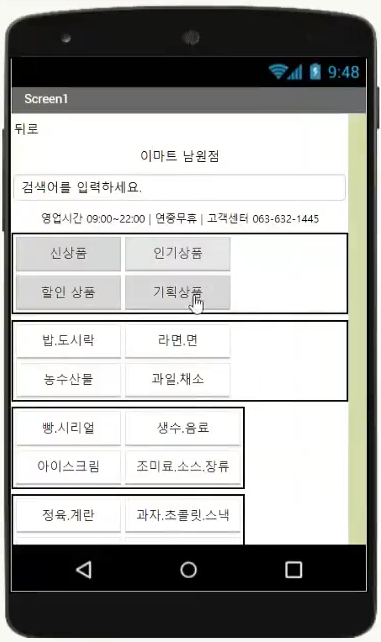 9:48
Screen1
뒤로
이마트 남원점
검색어를 입력하세요.
영업시간 09:00~22:00 | 연중무휴 | 고객센터 063-632-1445
신상품 인기상품
할인 상품 기획상품
밥.도시락 라면.면
농수산물 과일.채소
빵.시리얼 생수.음료
아이스크림 조미료.소스.장류
정육.계란 과자.초콜릿.스낵